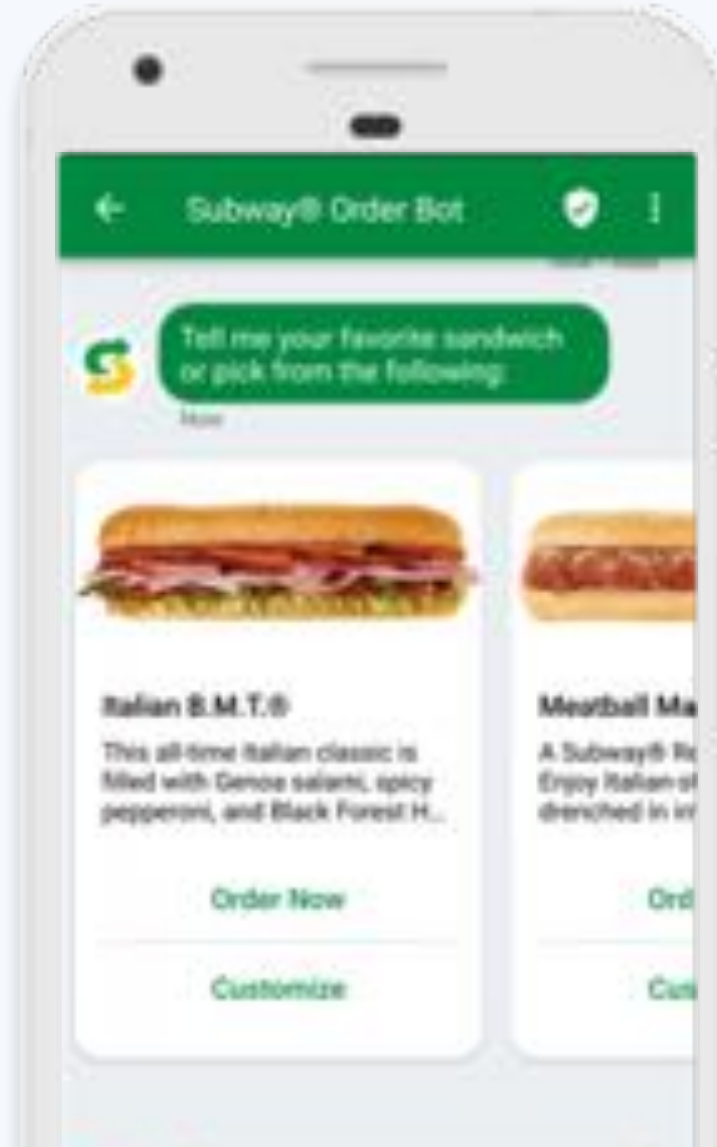 Subway® Order Bot
Tell me your favorite sandwich
or pick from the following:
Now
Italian B.M.T.®
This all-time Italian classic is
filled with Genoa salami, spicy
pepperoni, and Black Forest H...
Order Now
Customize
Meatball Ma
A Subway® Re
Enjoy Italian-st
drenched in ir
Ord
Cus